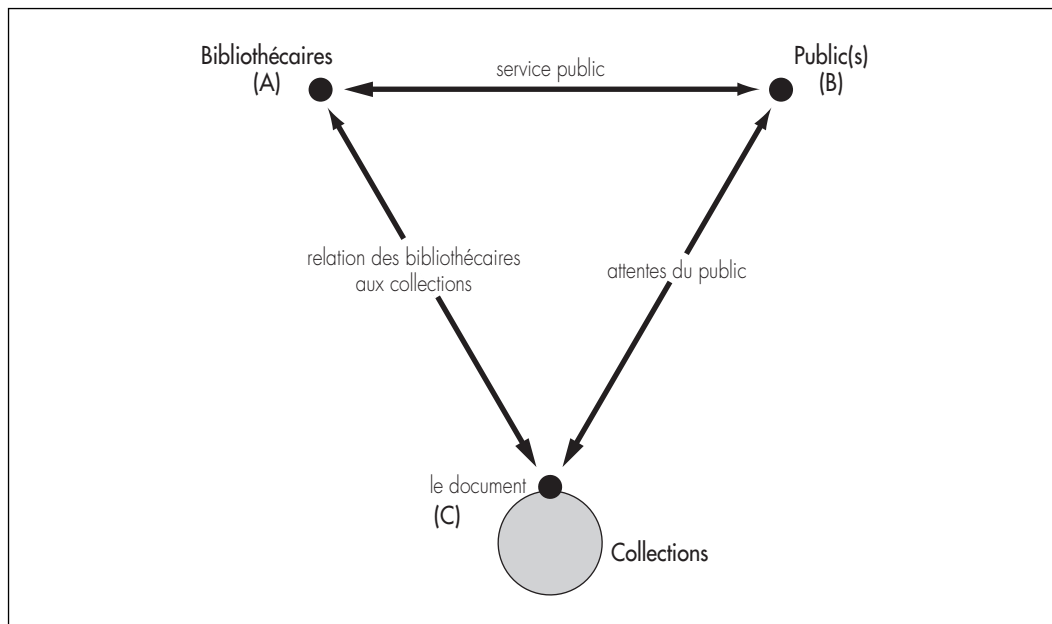 Bibliothécaires
(A)
service public
Public(s)
(B)
relation des bibliothécaires
aux collections
attentes du public
le document
(C)
Collections